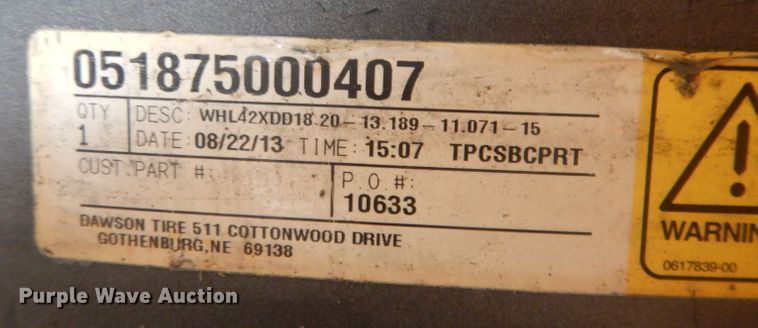 051875000407
QTY DESC: WHL42XDD18.20-13.189-11.071-15
1 DATE: 08/22/13 TIME: 15:07 TPCSBCPRT
CUST.PART #: P O #:
10633
DAWSON TIRE 511 COTTONWOOD DRIVE
GOTHENBURG.NE 69138
WARNIN
0617839-00
Purple Wave Auction